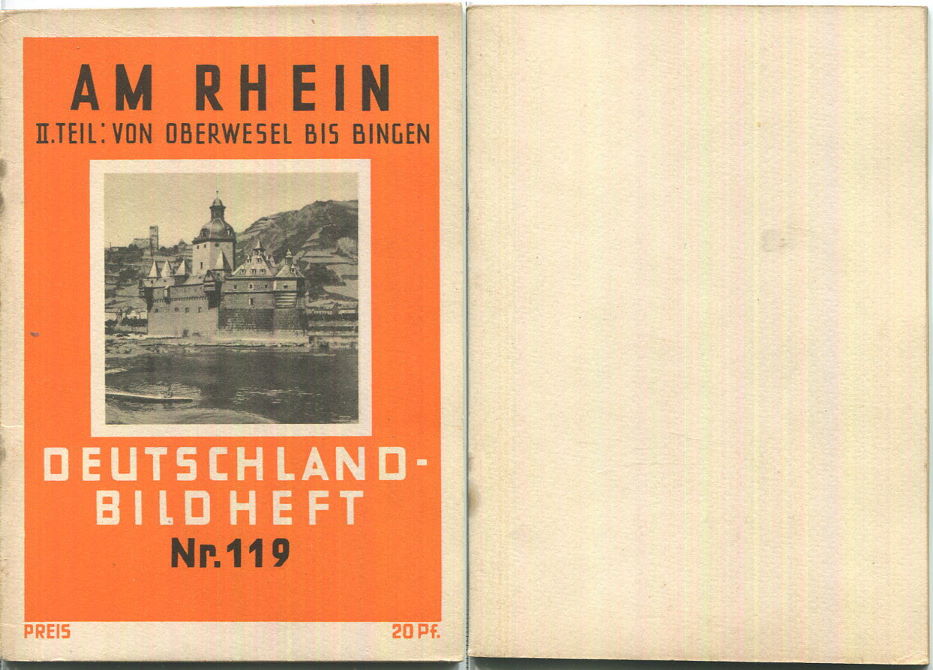 AM RHEIN
II.TEIL: VON OBERWESEL BIS BINGEN
DEUTSCHLAND-
BILDHEFT
Nr. 119
PREIS 20 Pf.